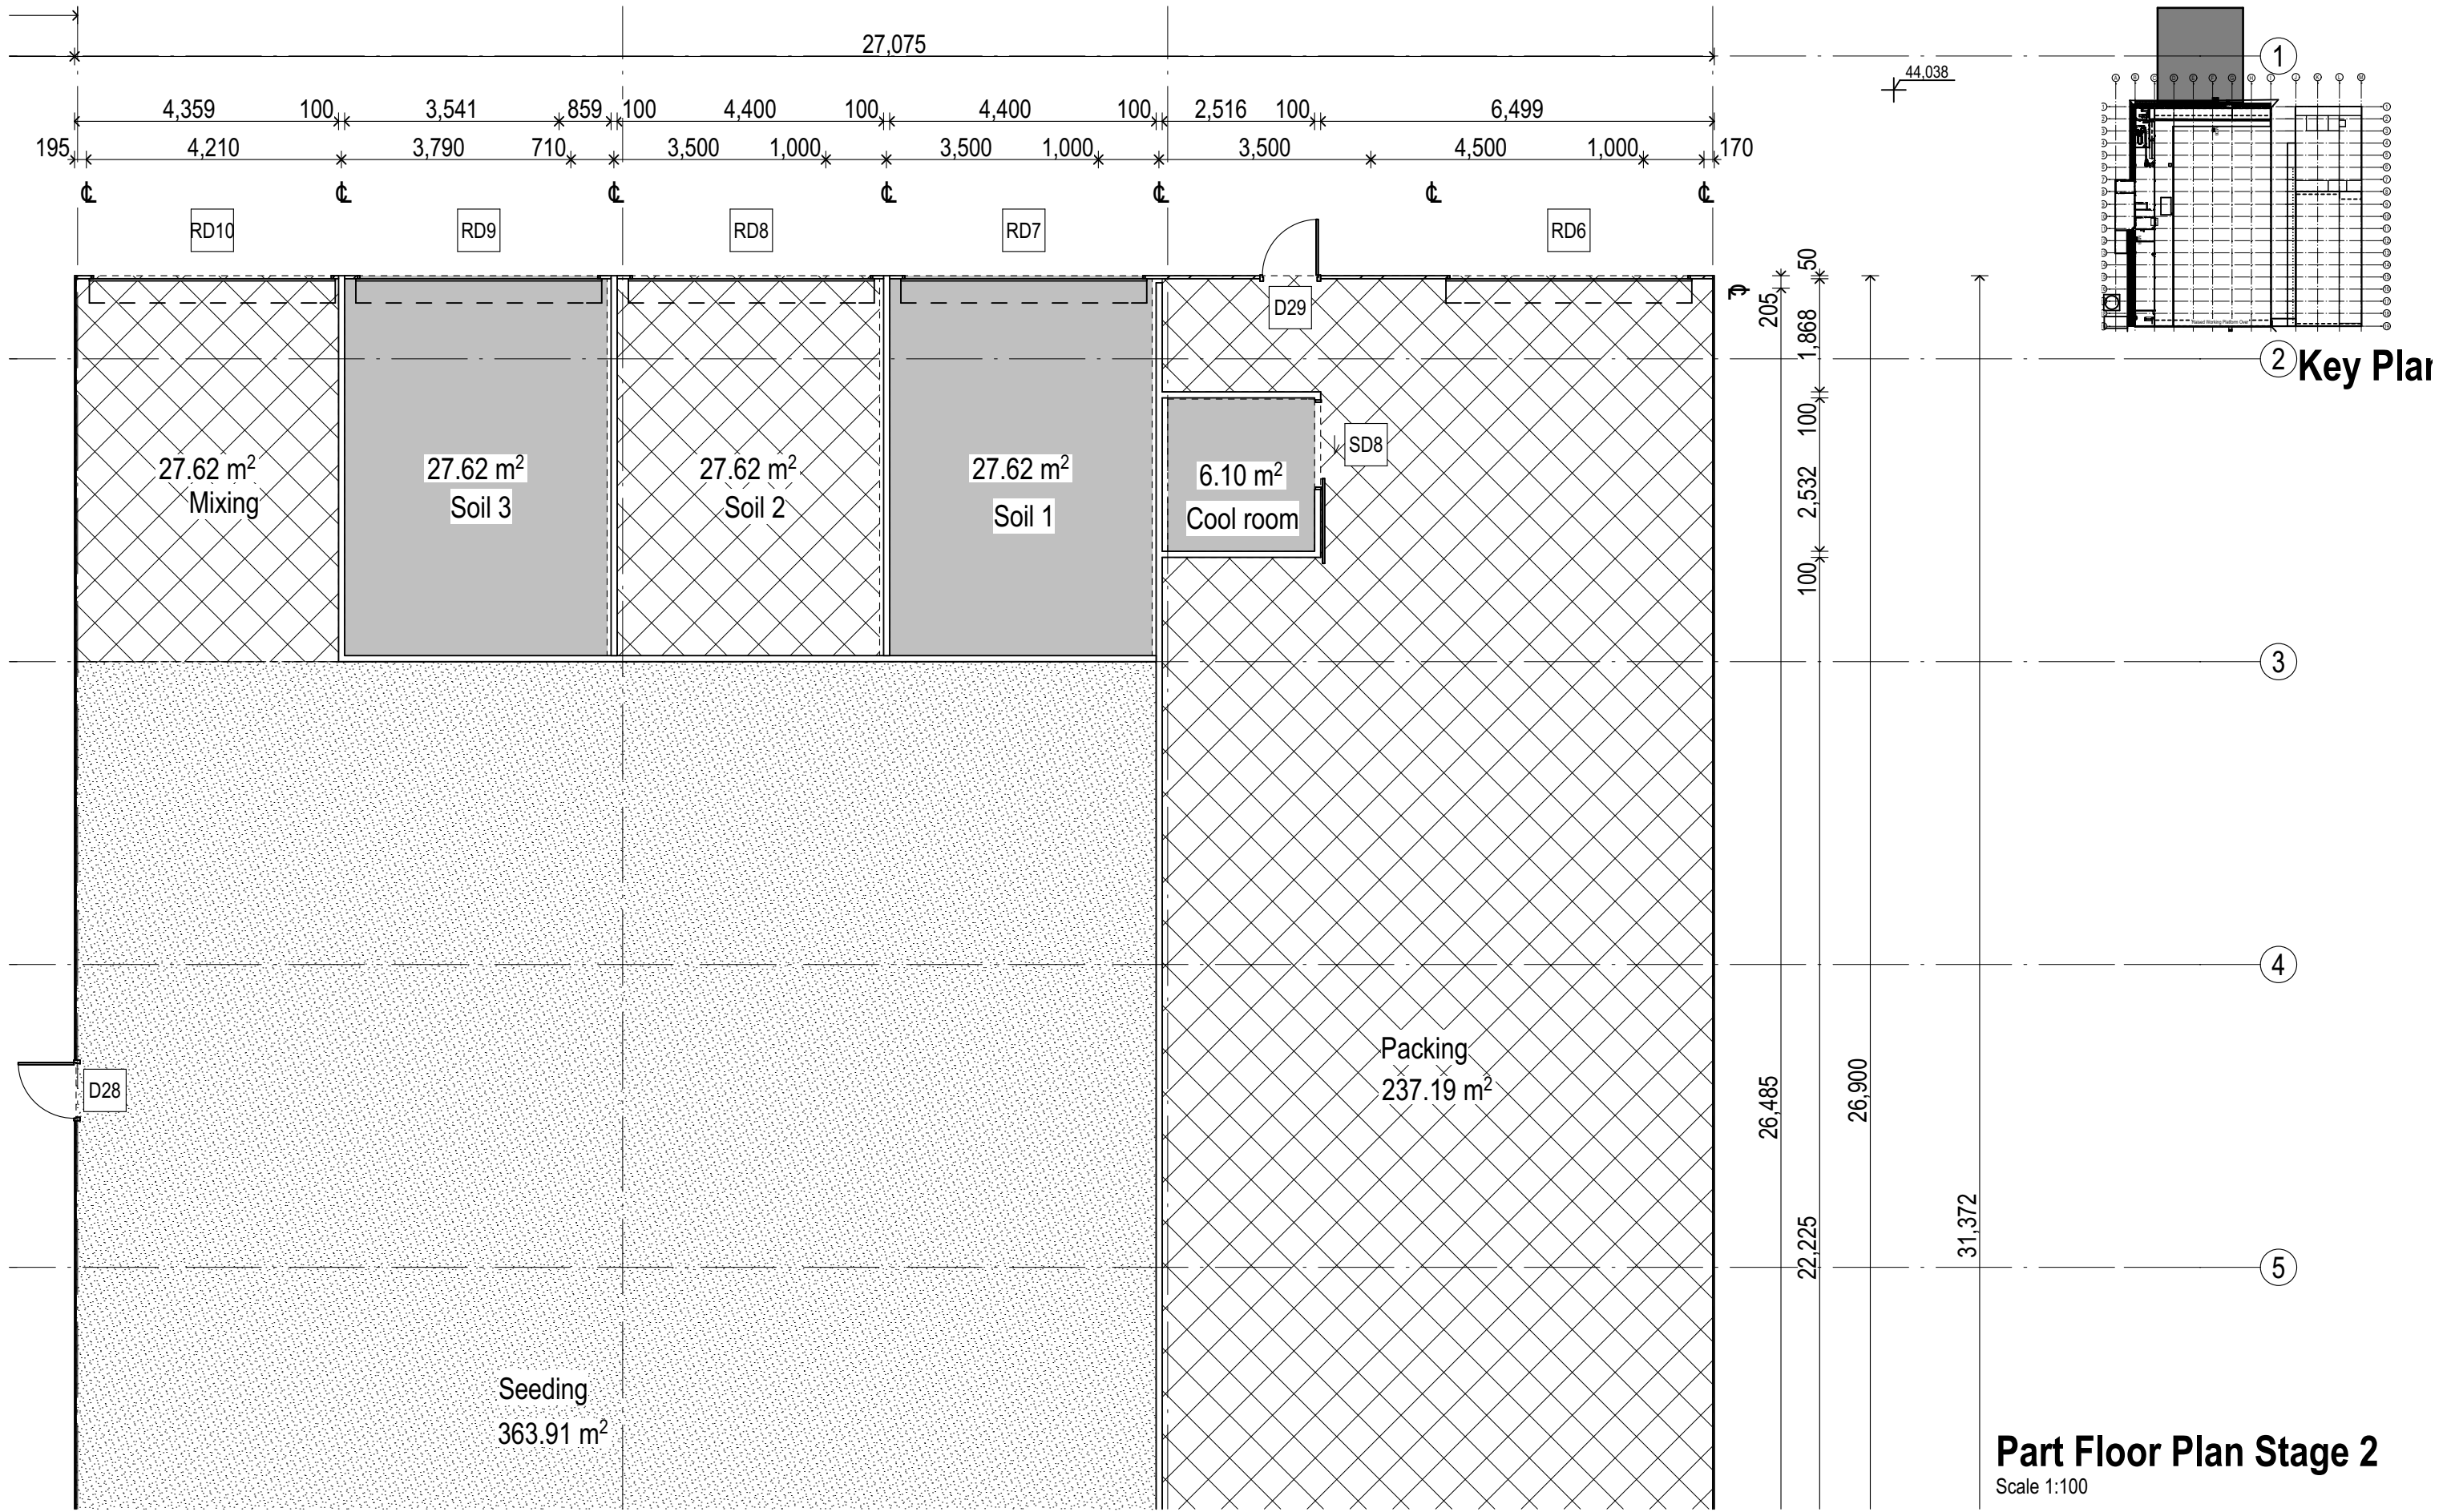 27,075
44,038
1
4,359 100 3,541 859 100 4,400 100 4,400 100 2,516 100 6,499
195 4,210 3,790 710 3,500 1,000 3,500 1,000 3,500 4,500 1,000 170
℄ ℄ ℄ ℄ ℄ ℄ ℄
RD10 RD9 RD8 RD7 RD6
50
℄
205
D29
1,868
2
Key Plan
100
SD8
27.62 m²
Mixing
27.62 m²
Soil 3
27.62 m²
Soil 2
27.62 m²
Soil 1
6.10 m²
Cool room
2,532
100
3
4
Packing
237.19 m²
D28
26,485
26,900
31,372
22,225
5
Seeding
363.91 m²
Part Floor Plan Stage 2
Scale 1:100